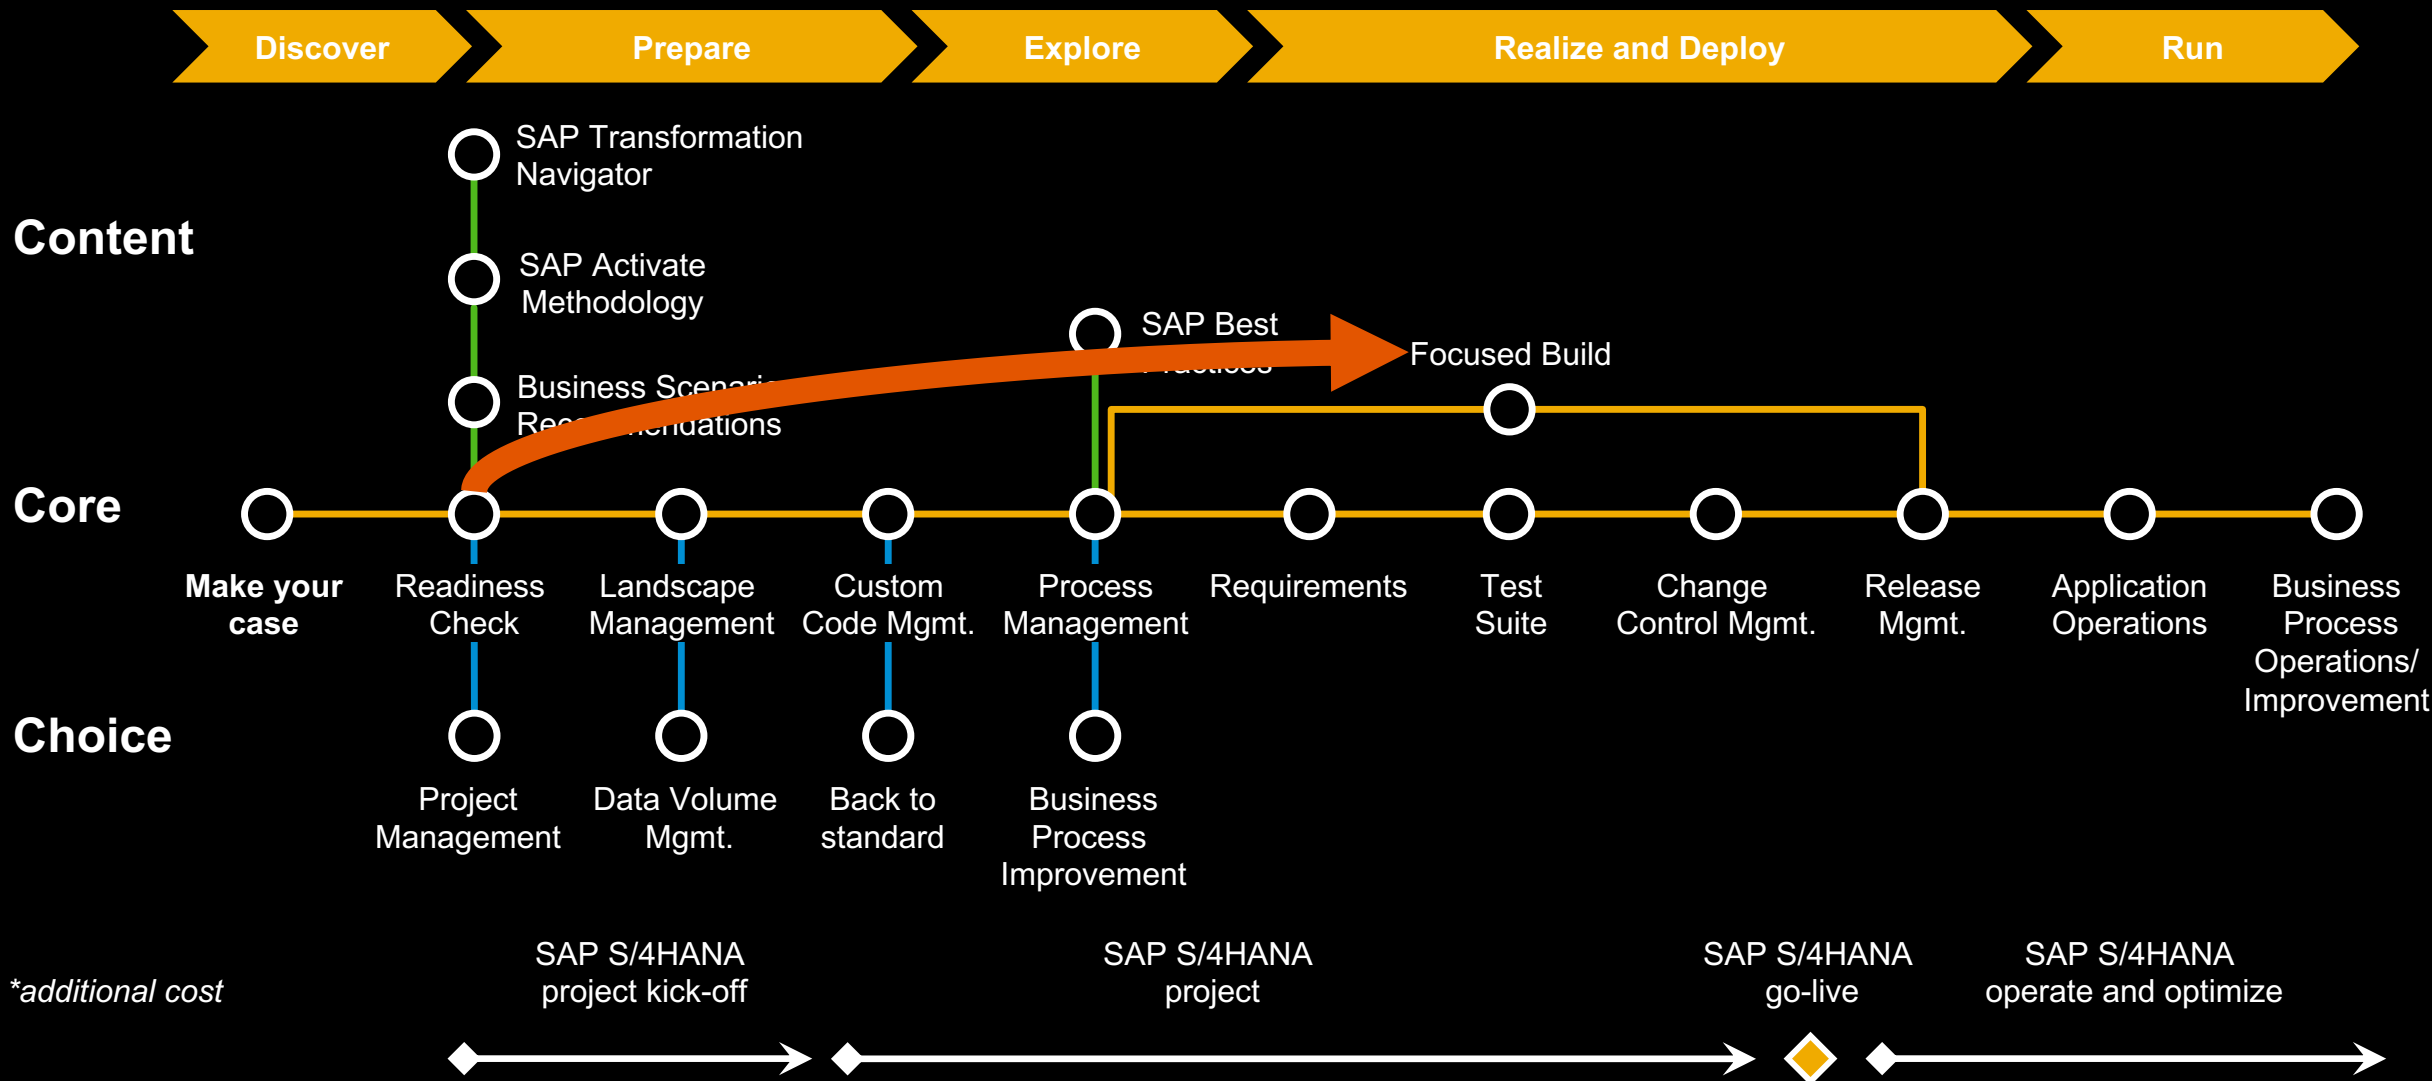 Discover
Prepare
Explore
Realize and Deploy
Run
SAP Transformation
Navigator
Content
SAP Activate
Methodology
SAP Best
Practices
Focused Build
Business Scenario
Recommendations
Core
Make your
case
Readiness
Check
Landscape
Management
Custom
Code Mgmt.
Process
Management
Requirements
Test
Suite
Change
Control Mgmt.
Release
Mgmt.
Application
Operations
Business
Process
Operations/
Improvement
Choice
Project
Management
Data Volume
Mgmt.
Back to
standard
Business
Process
Improvement
SAP S/4HANA
project kick-off
SAP S/4HANA
project
SAP S/4HANA
go-live
SAP S/4HANA
operate and optimize
*additional cost